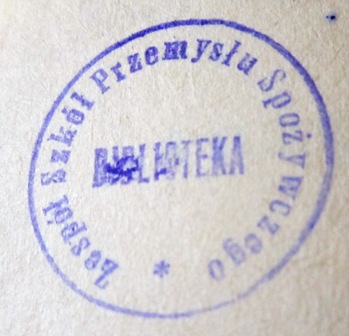 Zespół Szkół Przemysłu Spożywczego
BIBLIOTEKA
*